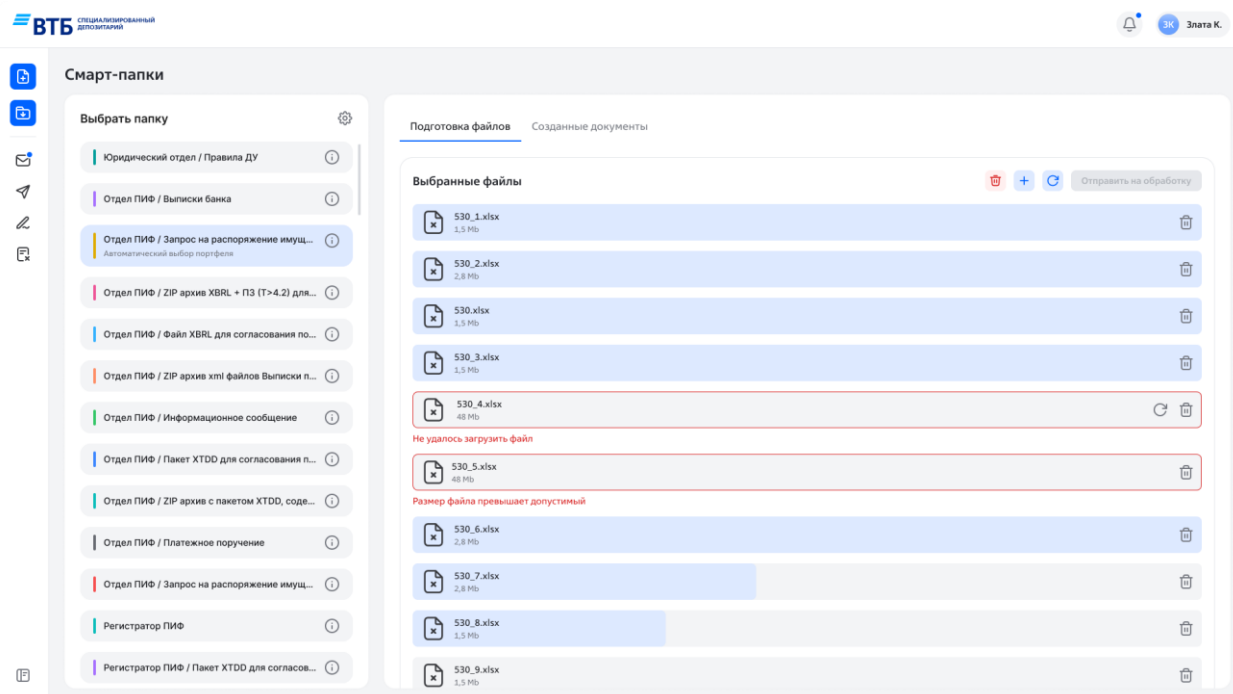 ВТБ СПЕЦИАЛИЗИРОВАННЫЙ
ДЕПОЗИТАРИЙ
ЗК Злата К.
Смарт-папки
Выбрать папку
Юридический отдел / Правила ДУ
Отдел ПИФ / Выписки банка
Отдел ПИФ / Запрос на распоряжение имущ...
Автоматический выбор портфеля
Отдел ПИФ / ZIP архив XBRL + ПЗ (T>4.2) для...
Отдел ПИФ / Файл XBRL для согласования по...
Отдел ПИФ / ZIP архив xml файлов Выписки п...
Отдел ПИФ / Информационное сообщение
Отдел ПИФ / Пакет XTDD для согласования п...
Отдел ПИФ / ZIP архив с пакетом XTDD, соде...
Отдел ПИФ / Платежное поручение
Отдел ПИФ / Запрос на распоряжение имущ...
Регистратор ПИФ
Регистратор ПИФ / Пакет XTDD для согласов...
Подготовка файлов Созданные документы
Выбранные файлы
Отправить на обработку
530_1.xlsx
1,5 Mb
530_2.xlsx
2,8 Mb
530.xlsx
1,5 Mb
530_3.xlsx
1,5 Mb
530_4.xlsx
48 Mb
Не удалось загрузить файл
530_5.xlsx
48 Mb
Размер файла превышает допустимый
530_6.xlsx
2,8 Mb
530_7.xlsx
2,8 Mb
530_8.xlsx
1,5 Mb
530_9.xlsx
1,5 Mb